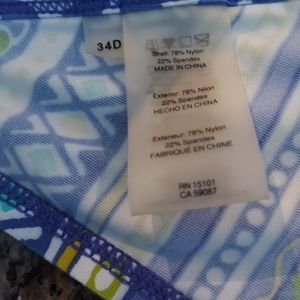 34D
Shell: 78% Nylon
22% Spandex
MADE IN CHINA
Exterior: 78% Nilon
22% Spandex
HECHO EN CHINA
Extérieur: 78% Nylon
22% Spandex
FABRIQUÉ EN CHINE
RN 15101
CA 59087